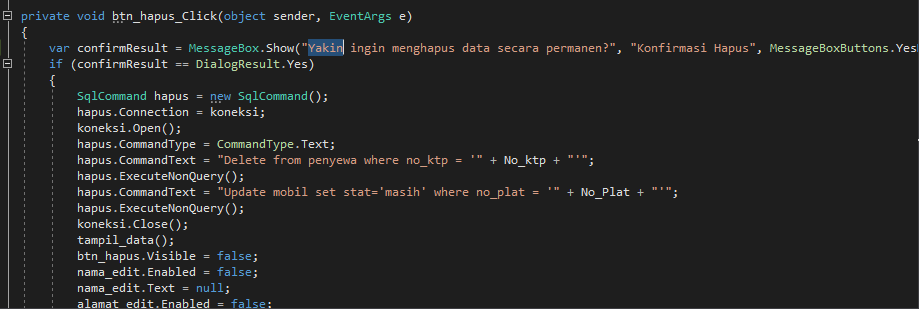 private void btn_hapus_Click(object sender, EventArgs e)
{
var confirmResult = MessageBox.Show("Yakin ingin menghapus data secara permanen?", "Konfirmasi Hapus", MessageBoxButtons.Yes
if (confirmResult == DialogResult.Yes)
{
SqlCommand hapus = new SqlCommand();
hapus.Connection = koneksi;
koneksi.Open();
hapus.CommandType = CommandType.Text;
hapus.CommandText = "Delete from penyewa where no_ktp = '" + No_ktp + "'";
hapus.ExecuteNonQuery();
hapus.CommandText = "Update mobil set stat='masih' where no_plat = '" + No_Plat + "'";
hapus.ExecuteNonQuery();
koneksi.Close();
tampil_data();
btn_hapus.Visible = false;
nama_edit.Enabled = false;
nama_edit.Text = null;
alamat_edit.Enabled = false;